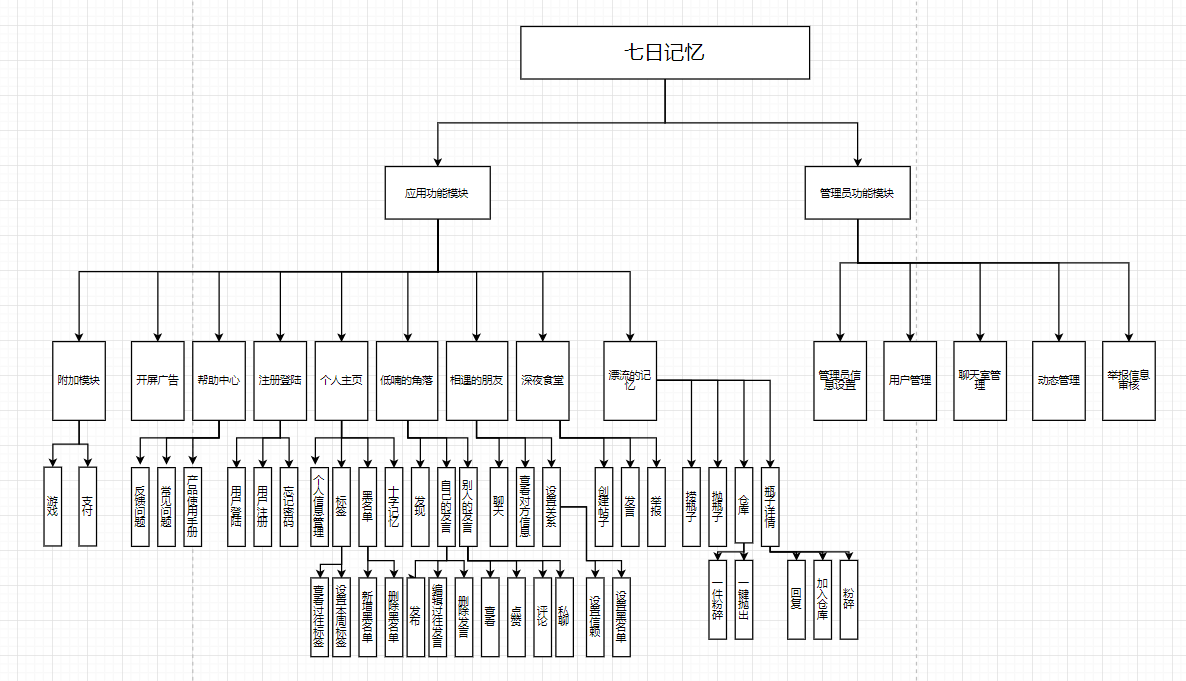 七日记忆
应用功能模块
管理员功能模块
附加模块
开屏广告
帮助中心
注册登陆
个人主页
低喃的角落
相遇的朋友
深夜食堂
漂流的记
忆
管理员信
息设置
用户管理
聊天室管
理
动态管理
举报信息
审核
游戏
支付
反馈问题
常见问题
产品使用手册
用户登陆
用户注册
忘记密码
个人信息管理
标签
黑名单
十字记忆
发现
自己的发言
别人的发言
聊天
查看对方信息
设置关系
创建帖子
发言
举报
捞瓶子
抛瓶子
仓库
瓶子详情
查看过往标签
设置本周标签
新增黑名单
删除黑名单
发布
编辑过往发言
删除发言
查看
点赞
评论
私聊
设置信赖
设置黑名单
一件粉碎
一键抛出
回复
加入仓库
粉碎